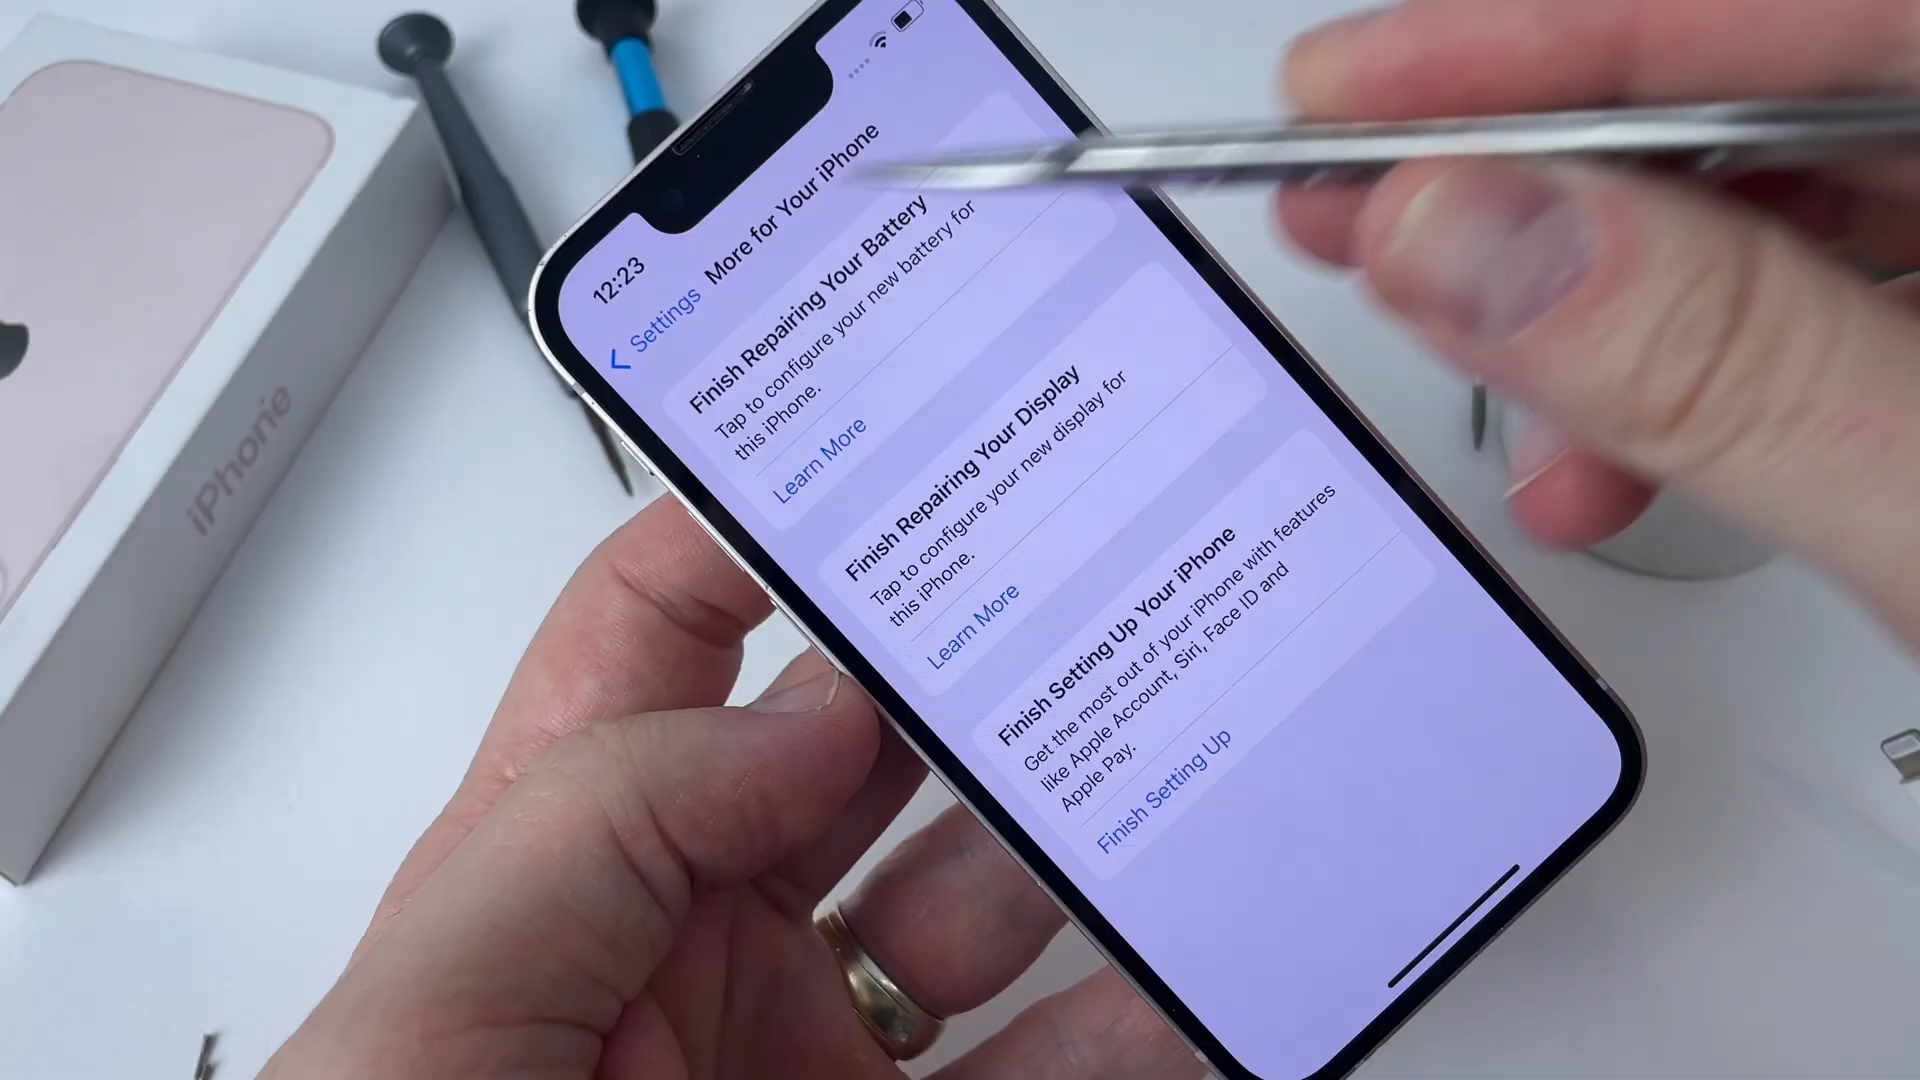 12:23
Settings
More for Your iPhone
Finish Repairing Your Battery
Tap to configure your new battery for
this iPhone.
Learn More
Finish Repairing Your Display
Tap to configure your new display for
this iPhone.
Learn More
Finish Setting Up Your iPhone
Get the most out of your iPhone with features
like Apple Account, Siri, Face ID and
Apple Pay.
Finish Setting Up
iPhone